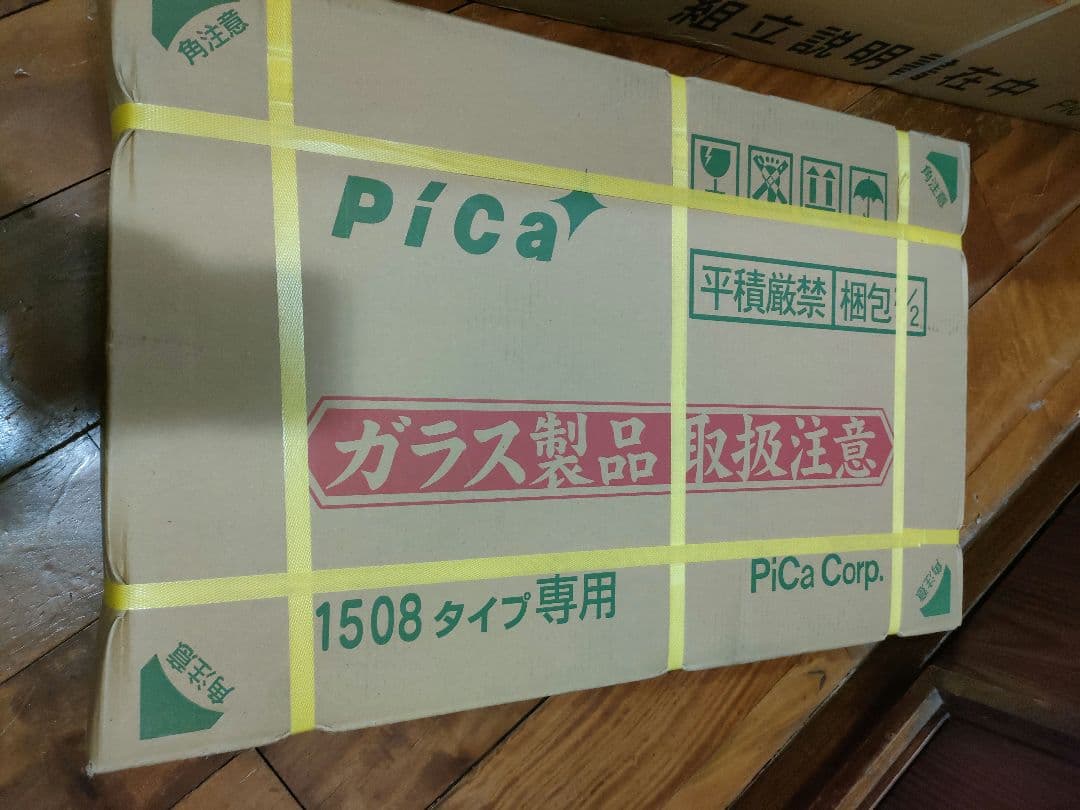 組立説明書在中
角注意
PiCa
角注意
平積厳禁 梱包 /2
ガラス製品 取扱注意
1508タイプ専用
PiCa Corp.
角注意
角注意